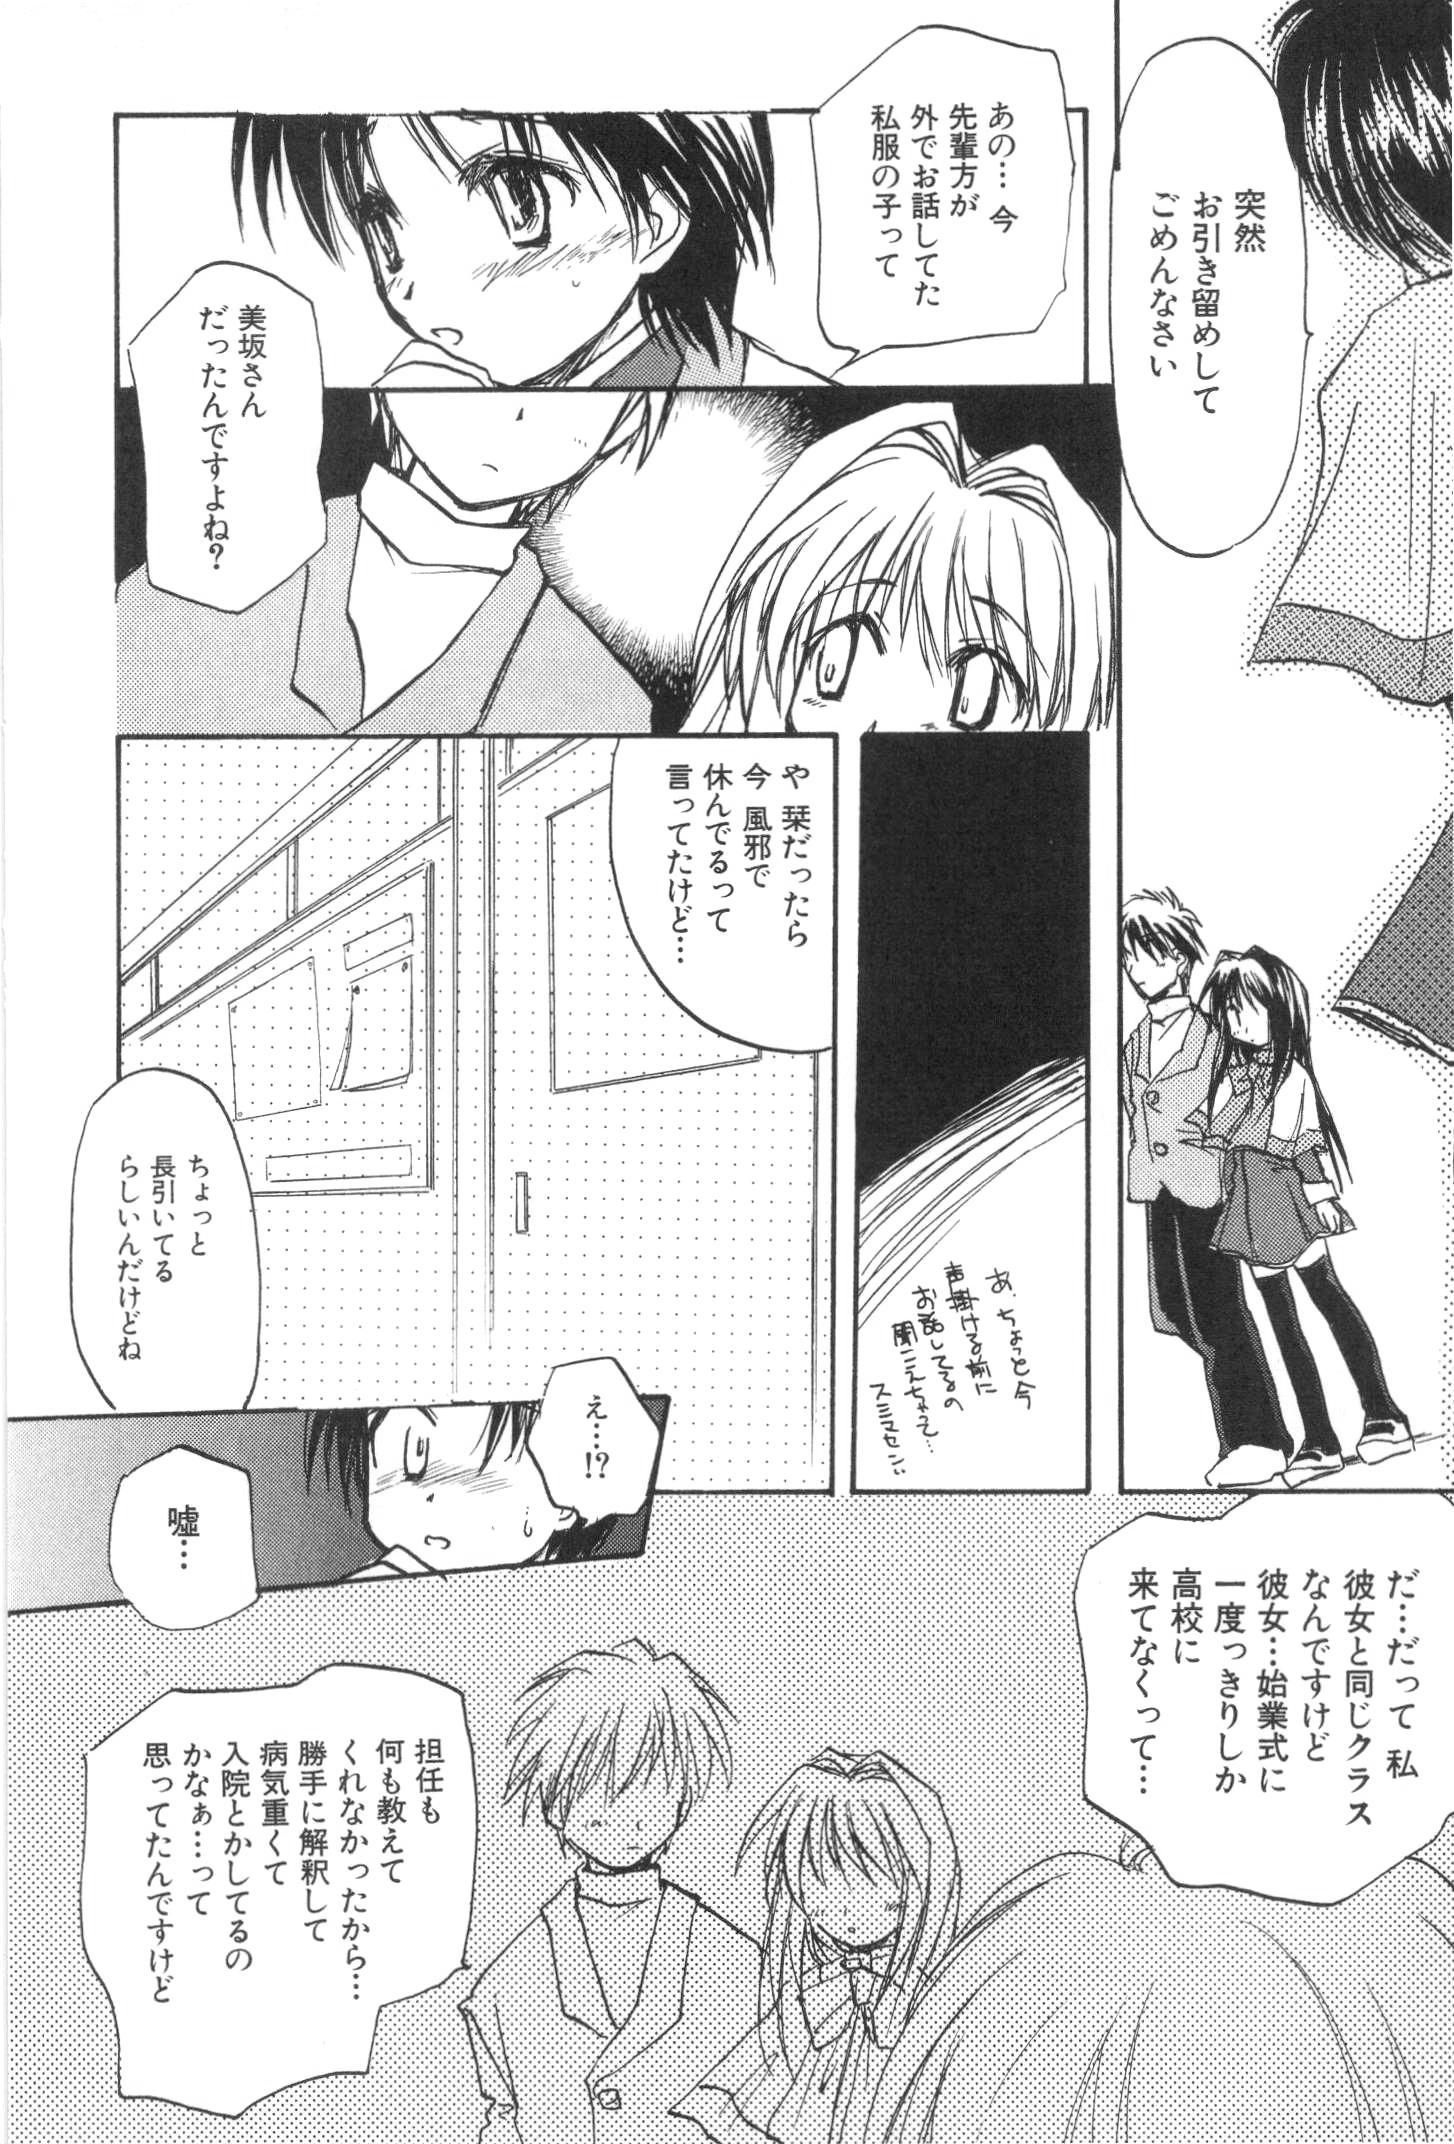 突然
お引き留めして
ごめんなさい
あの…今
先輩方が
外でお話してた
私服の子って
美坂さん
だったんですよね?
あ、ちょっと今
声掛ける前に
お話してるの
聞こえちゃって…
スミマセン
や 栞だったら
今 風邪で
休んでるって
言ってたけど…
ちょっと
長引いてる
らしいんだけどね
え…!?
嘘…
だ…だって 私
彼女と同じクラス
なんですけど
彼女…始業式に
一度っきりしか
高校に
来てなくって…
担任も
何も教えて
くれなかったから…
勝手に解釈して
病気重くて
入院とかしてるの
かなぁ…って
思ってたんですけど